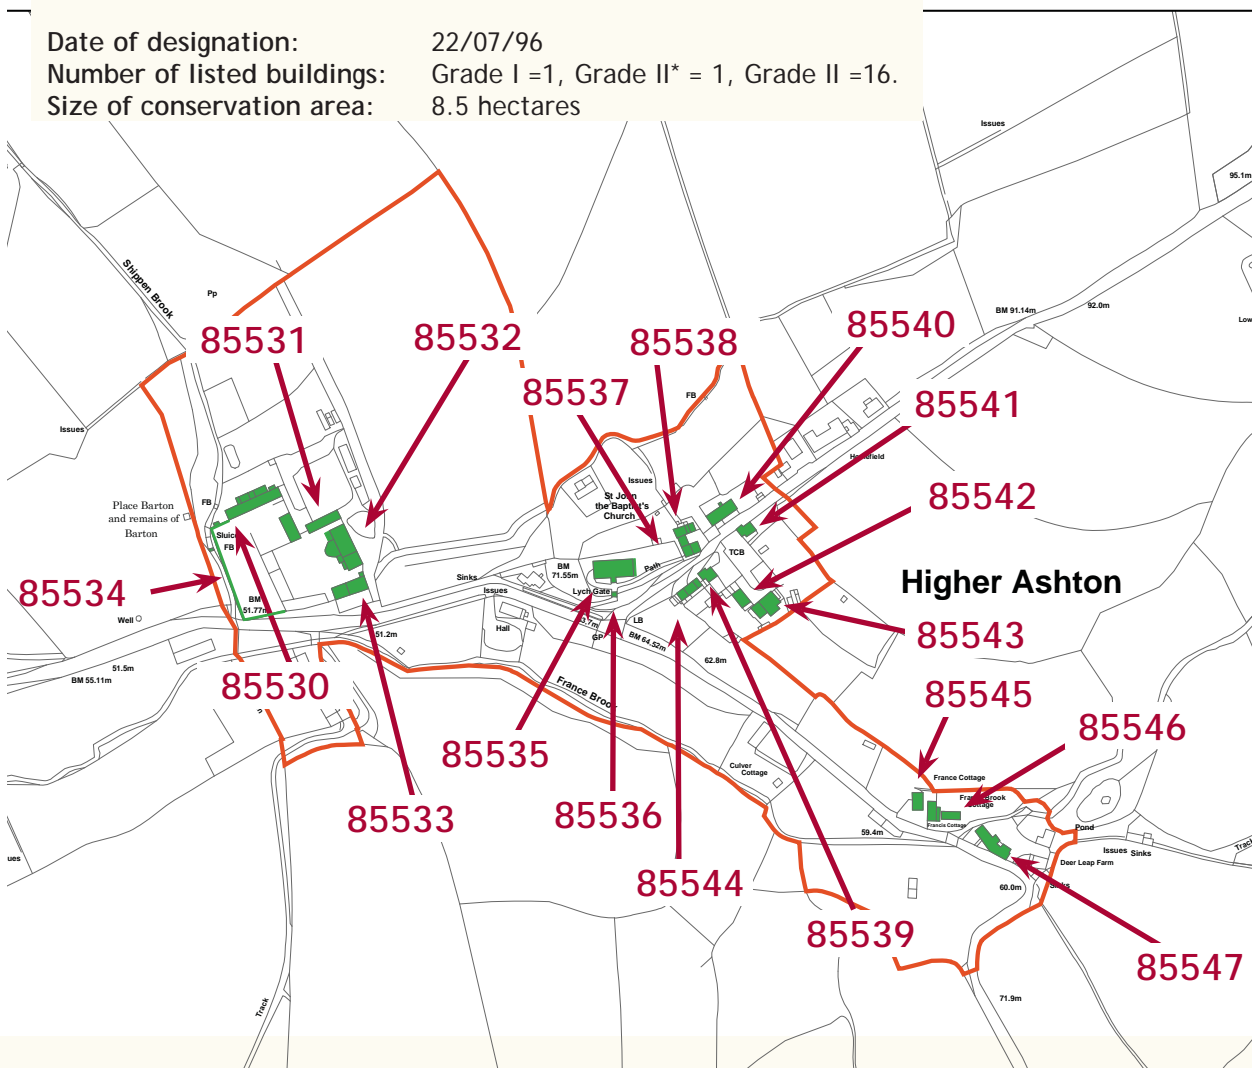 Date of designation: 22/07/96
Number of listed buildings: Grade I =1, Grade II* = 1, Grade II =16.
Size of conservation area: 8.5 hectares
Issues
95.1m
Shippen Brook
Pp
BM 91.14m
92.0m
Low
85531
85532
85538
85540
85537
FB
85541
Issues
Issues
St John
the Baptist's
Church
85542
Place Barton
and remains of
Barton
FB
Sluice
FB
TCB
BM
71.55m
Path
Higher Ashton
Sinks
Issues
Lych Gate
85534
BM
51.77m
Well
51.2m
Hall
GP
LB
BM 64.52m
85543
62.8m
51.5m
BM 55.11m
85530
France Brook
85545
85546
85535
Culver
Cottage
France Cottage
Cottage
Francis Cottage
85533
85536
59.4m
Pond
Issues
Sinks
Track
ues
Deer Leap Farm
60.0m
Sinks
85544
85539
85547
71.9m
Track